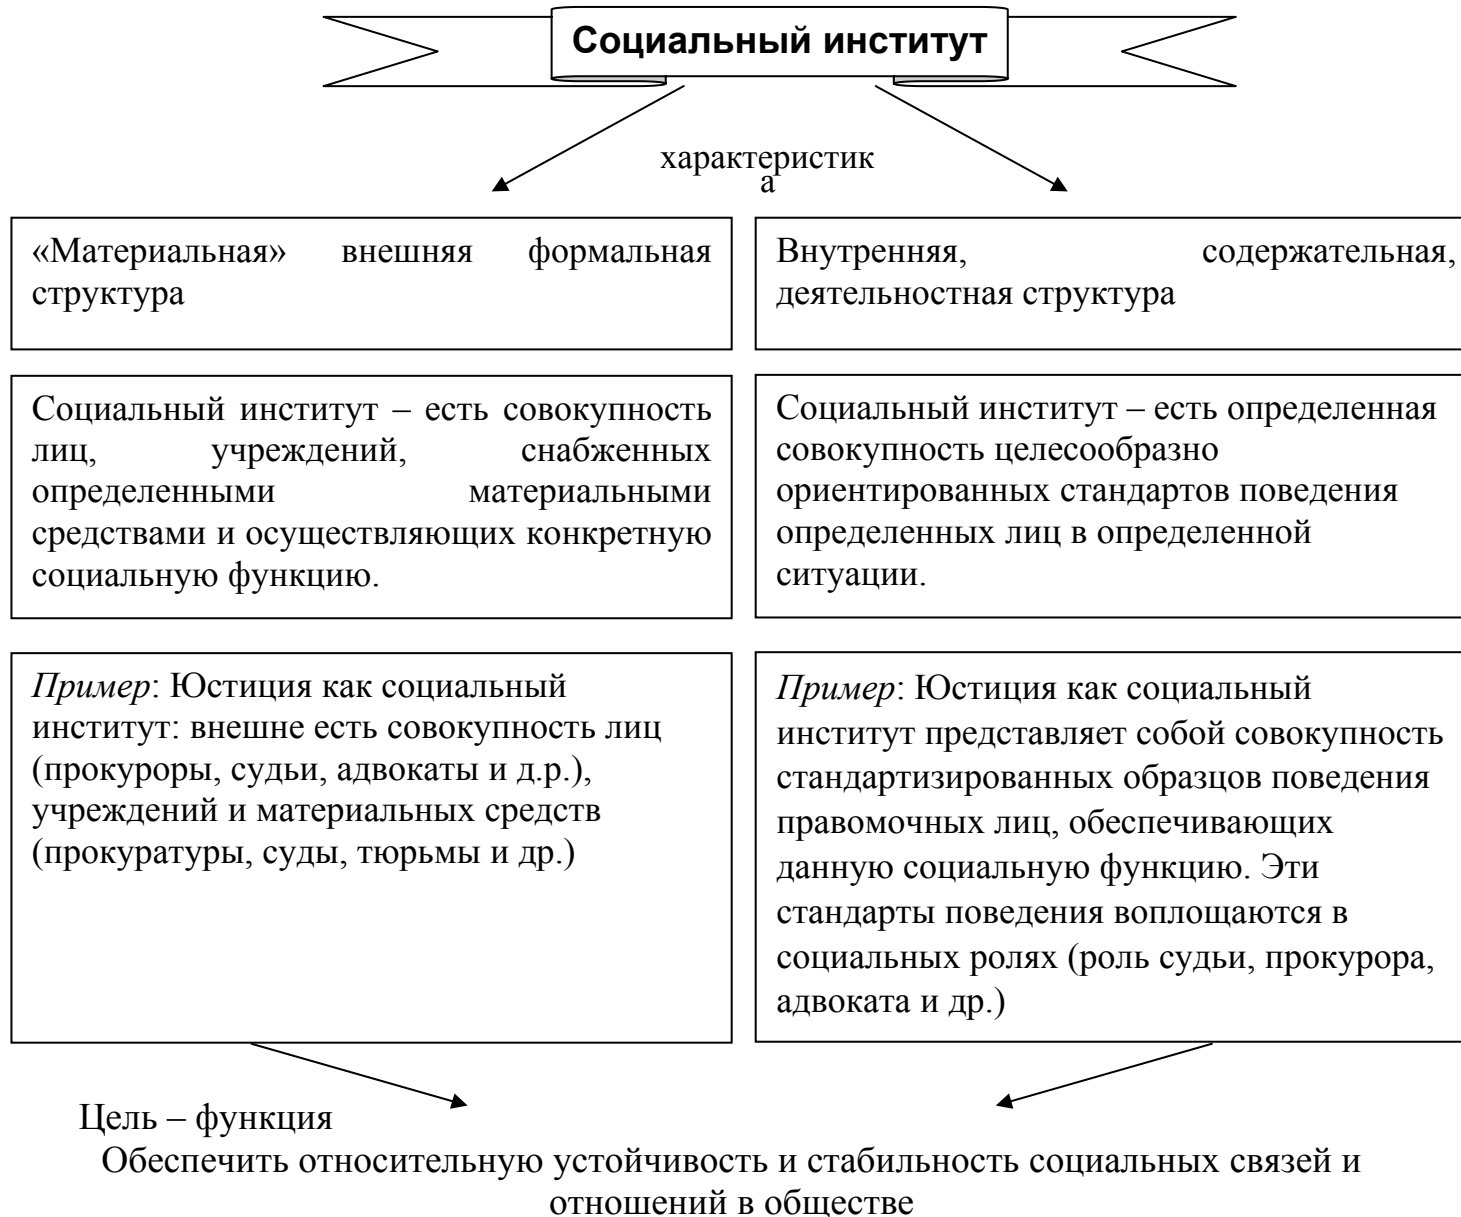 Социальный институт
характеристик
а
«Материальная» внешняя формальная
структура
Внутренняя, содержательная,
деятельностная структура
Социальный институт – есть совокупность
лиц, учреждений, снабженных
определенными материальными
средствами и осуществляющих конкретную
социальную функцию.
Социальный институт – есть определенная
совокупность целесообразно
ориентированных стандартов поведения
определенных лиц в определенной
ситуации.
Пример: Юстиция как социальный
институт: внешне есть совокупность лиц
(прокуроры, судьи, адвокаты и д.р.),
учреждений и материальных средств
(прокуратуры, суды, тюрьмы и др.)
Пример: Юстиция как социальный
институт представляет собой совокупность
стандартизированных образцов поведения
правомочных лиц, обеспечивающих
данную социальную функцию. Эти
стандарты поведения воплощаются в
социальных ролях (роль судьи, прокурора,
адвоката и др.)
Цель – функция
Обеспечить относительную устойчивость и стабильность социальных связей и
отношений в обществе